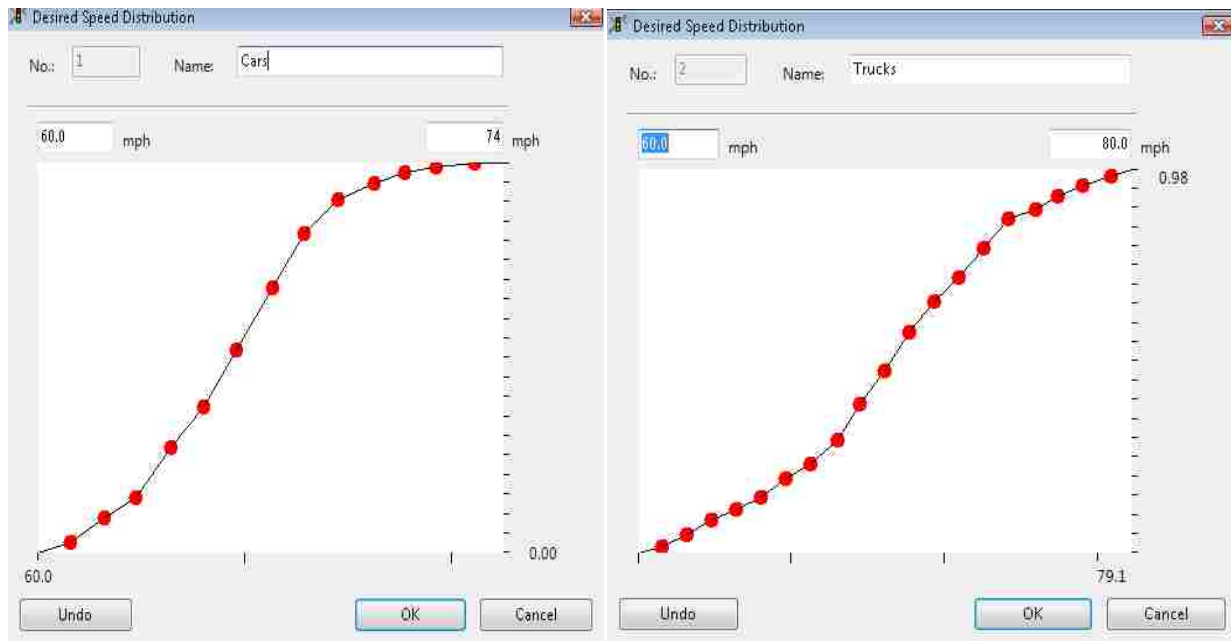 Desired Speed Distribution
No.: 1 Name: Cars
60.0 mph 74 mph
0.00
60.0
Undo OK Cancel
Desired Speed Distribution
No.: 2 Name: Trucks
60.0 mph 80.0 mph
0.98
79.1
Undo OK Cancel